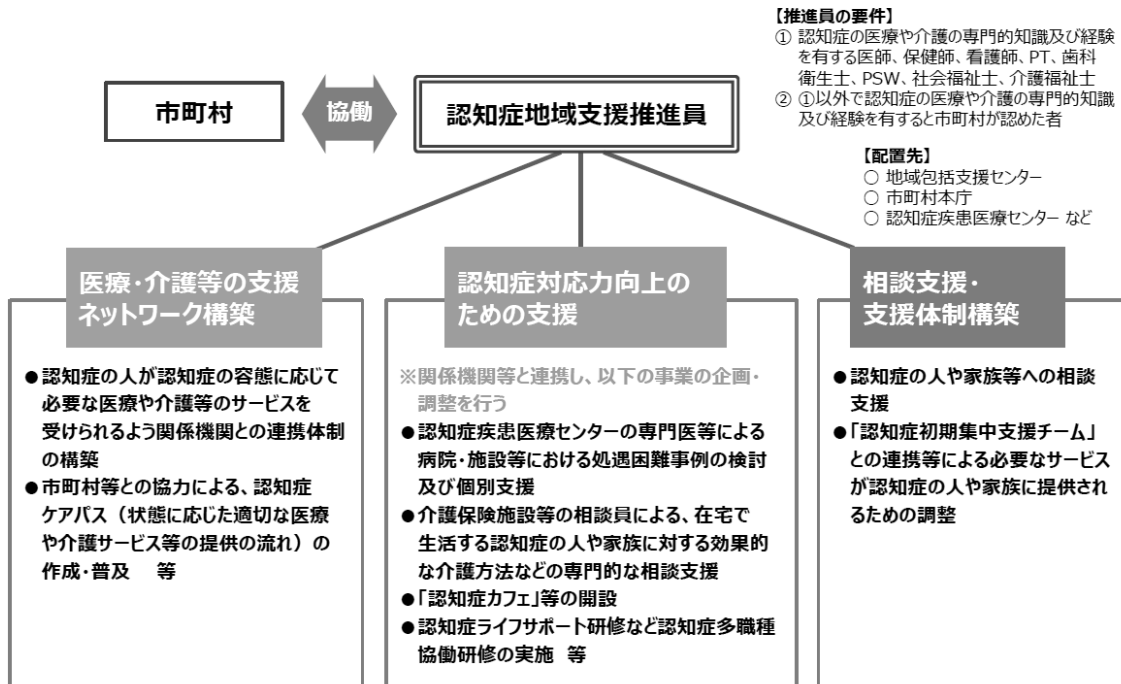 【推進員の要件】
① 認知症の医療や介護の専門的知識及び経験
を有する医師、保健師、看護師、PT、歯科
衛生士、PSW、社会福祉士、介護福祉士
② ①以外で認知症の医療や介護の専門的知識
及び経験を有すると市町村が認めた者
市町村
協働
認知症地域支援推進員
【配置先】
○ 地域包括支援センター
○ 市町村本庁
○ 認知症疾患医療センター など
医療・介護等の支援
ネットワーク構築
●認知症の人が認知症の容態に応じて
必要な医療や介護等のサービスを
受けられるよう関係機関との連携体制
の構築
●市町村等との協力による、認知症
ケアパス（状態に応じた適切な医療
や介護サービス等の提供の流れ）の
作成・普及 等
認知症対応力向上の
ための支援
※関係機関等と連携し、以下の事業の企画・
調整を行う
●認知症疾患医療センターの専門医等による
病院・施設等における処遇困難事例の検討
及び個別支援
●介護保険施設等の相談員による、在宅で
生活する認知症の人や家族に対する効果的
な介護方法などの専門的な相談支援
●「認知症カフェ」等の開設
●認知症ライフサポート研修など認知症多職種
協働研修の実施 等
相談支援・
支援体制構築
●認知症の人や家族等への相談
支援
●「認知症初期集中支援チーム」
との連携等による必要なサービス
が認知症の人や家族に提供され
るための調整